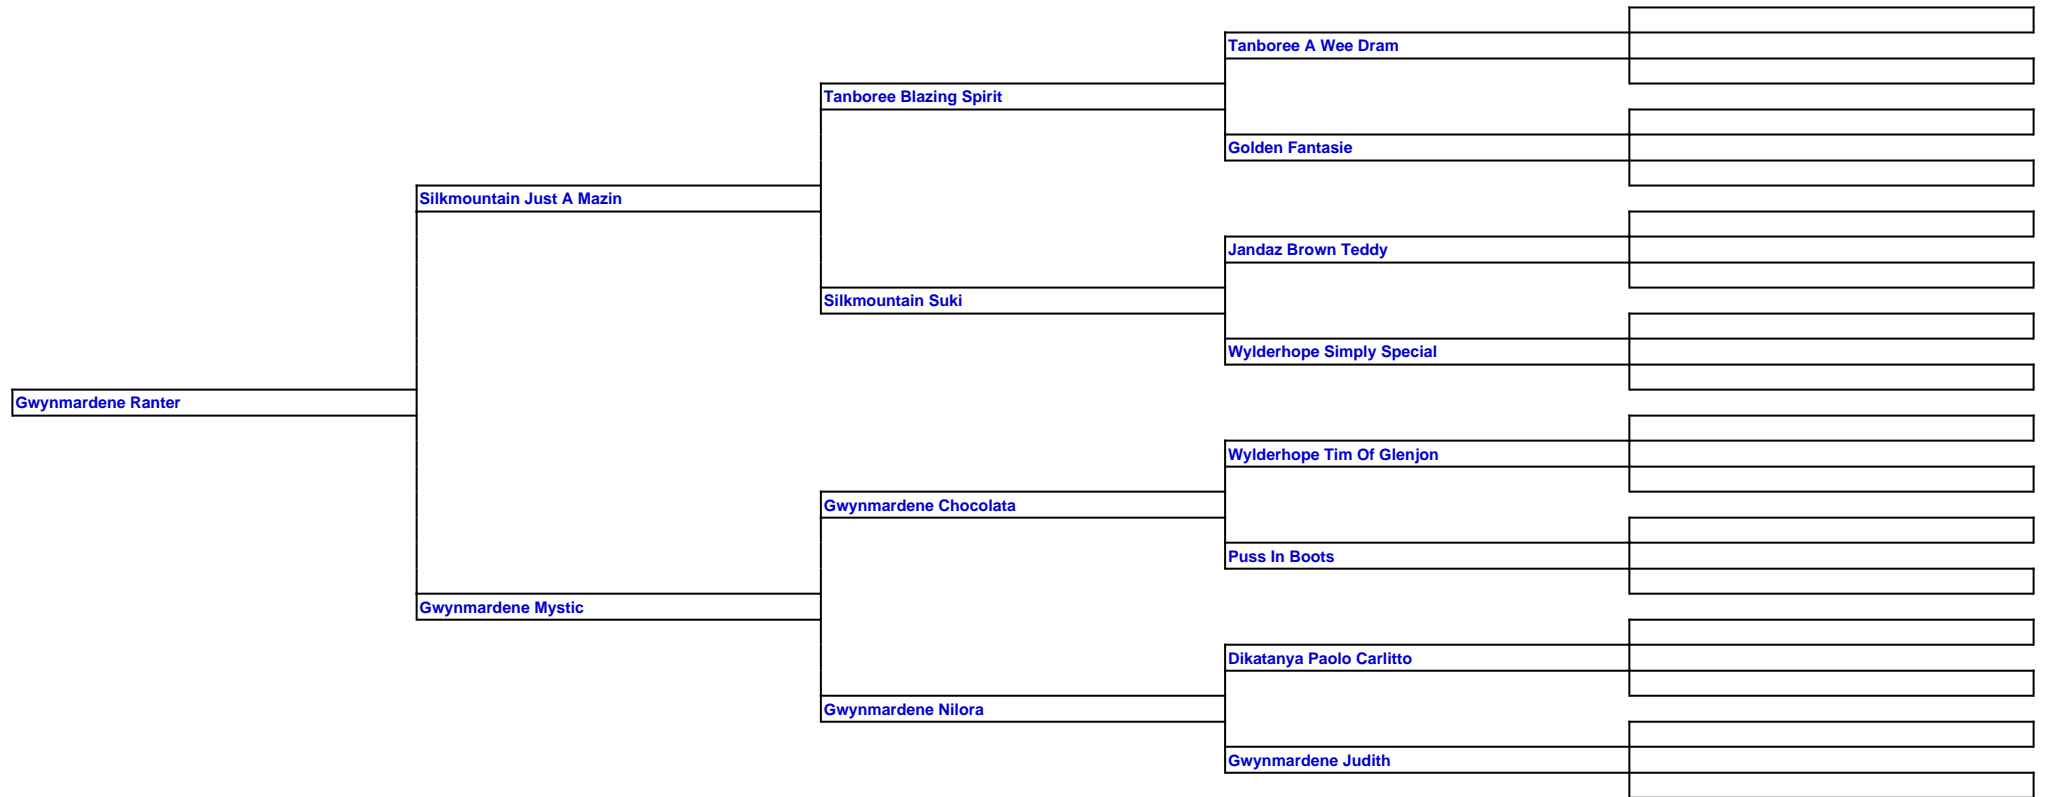 Tanboree A Wee Dram
Tanboree Blazing Spirit
Golden Fantasie
Silkmountain Just A Mazin
Jandaz Brown Teddy
Silkmountain Suki
Wylderhope Simply Special
Gwynmardene Ranter
Wylderhope Tim Of Glenjon
Gwynmardene Chocolata
Puss In Boots
Gwynmardene Mystic
Dikatanya Paolo Carlitto
Gwynmardene Nilora
Gwynmardene Judith